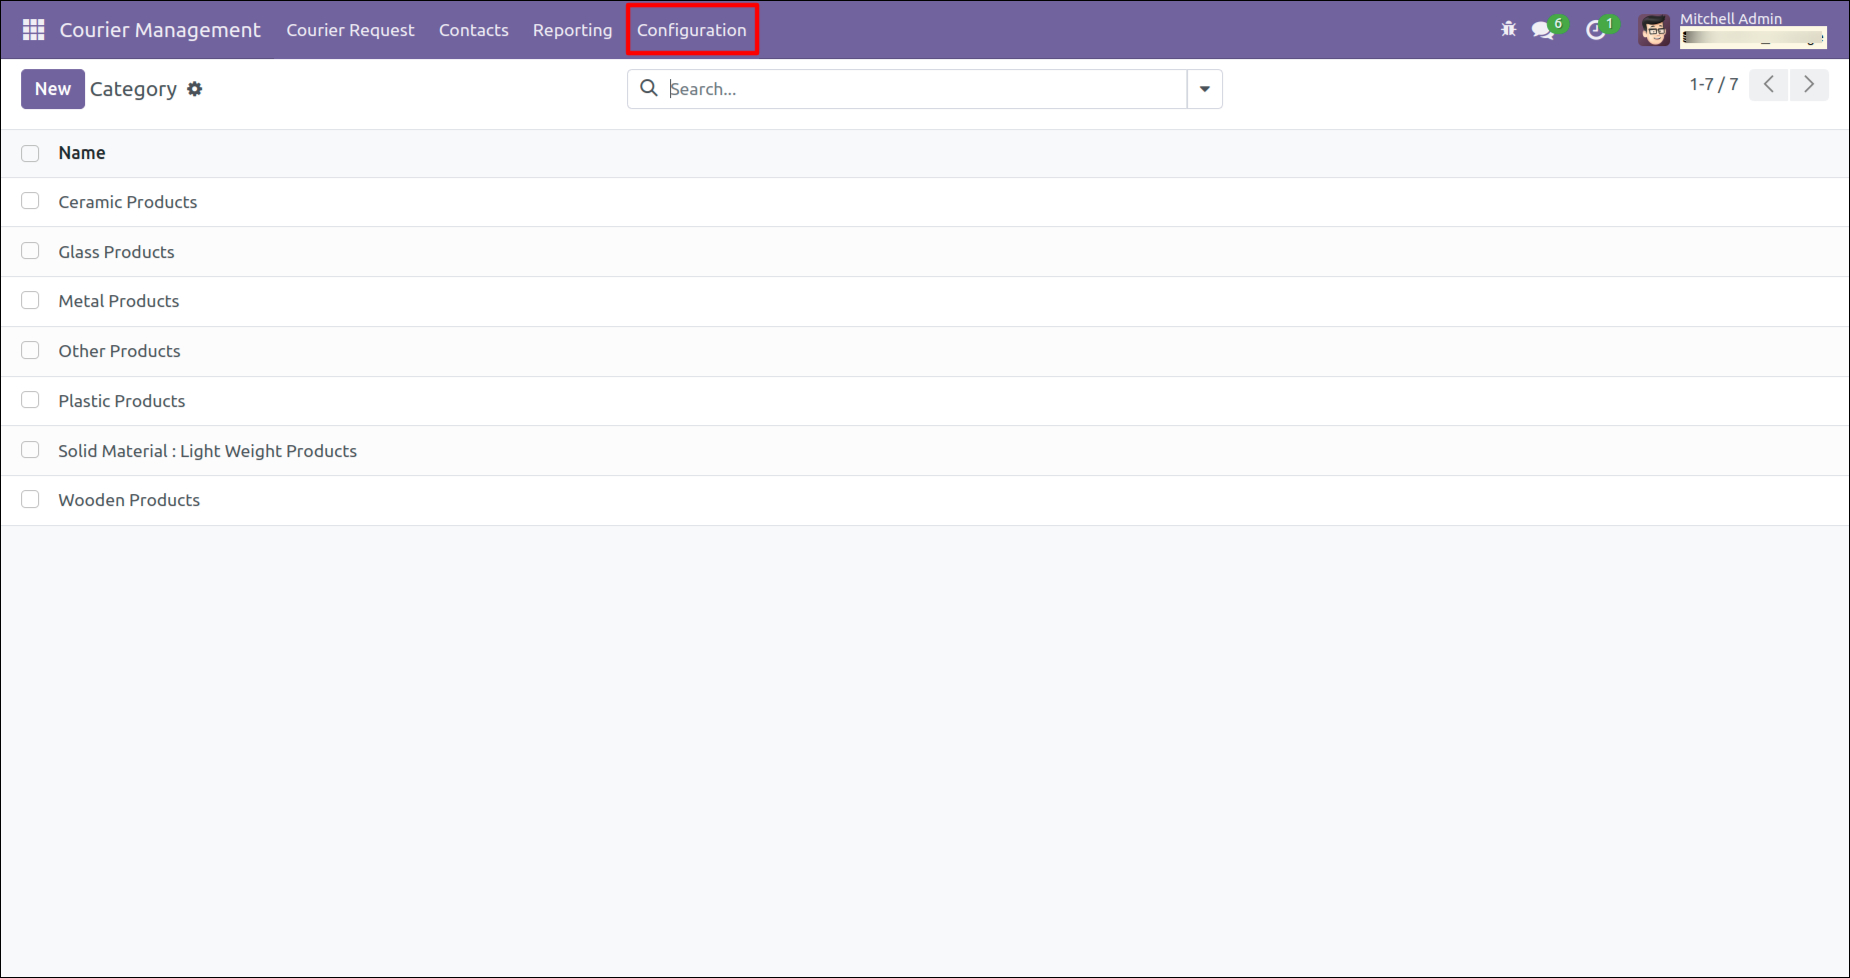 Courier Management Courier Request Contacts Reporting Configuration 6 1 Mitchell Admin
New Category Search... 1-7 / 7
Name
Ceramic Products
Glass Products
Metal Products
Other Products
Plastic Products
Solid Material : Light Weight Products
Wooden Products